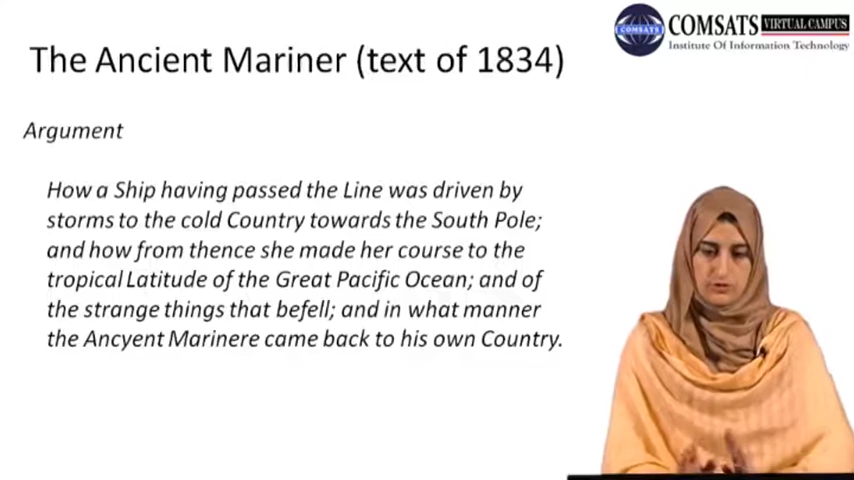 COMSATS VIRTUAL CAMPUS
Institute Of Information Technology
COMSATS
The Ancient Mariner (text of 1834)
Argument
How a Ship having passed the Line was driven by
storms to the cold Country towards the South Pole;
and how from thence she made her course to the
tropical Latitude of the Great Pacific Ocean; and of
the strange things that befell; and in what manner
the Ancyent Marinere came back to his own Country.